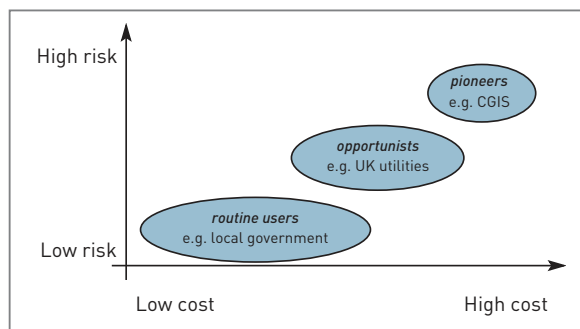 High risk
pioneers
e.g. CGIS
opportunists
e.g. UK utilities
routine users
e.g. local government
Low risk
Low cost
High cost